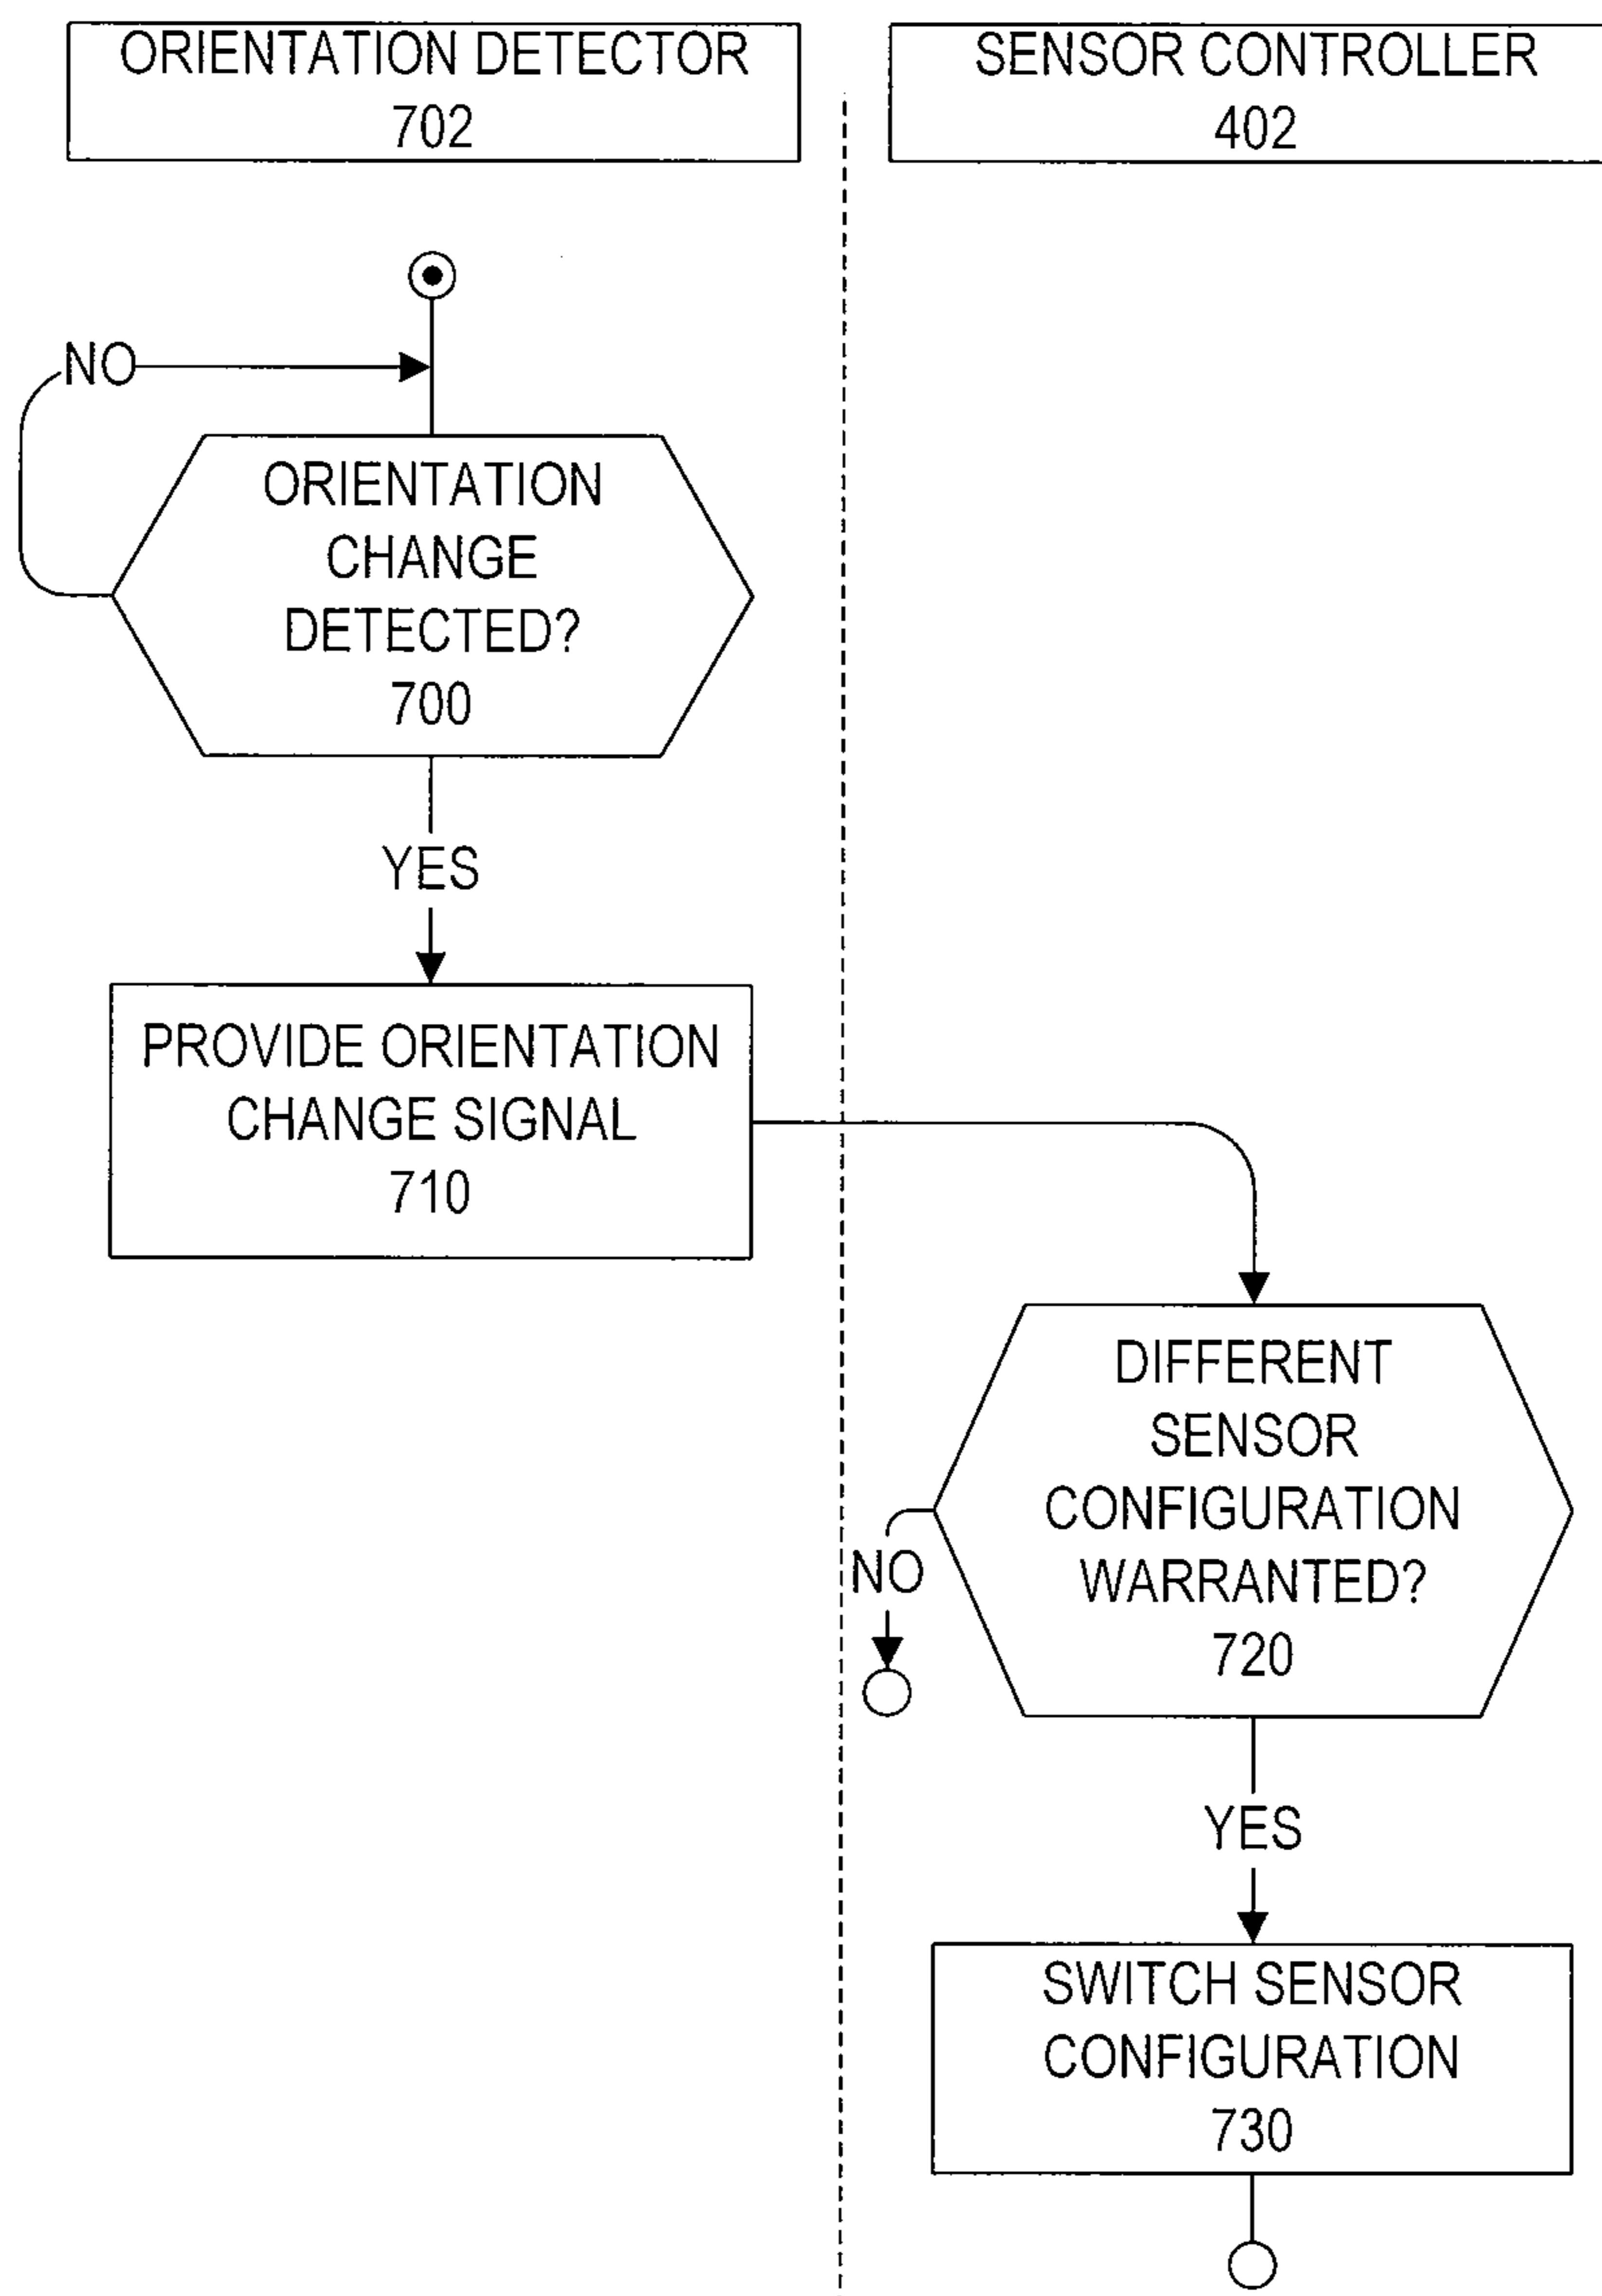 ORIENTATION DETECTOR
702
SENSOR CONTROLLER
402
NO
ORIENTATION
CHANGE
DETECTED?
700
YES
PROVIDE ORIENTATION
CHANGE SIGNAL
710
DIFFERENT
SENSOR
CONFIGURATION
WARRANTED?
720
NO
YES
SWITCH SENSOR
CONFIGURATION
730